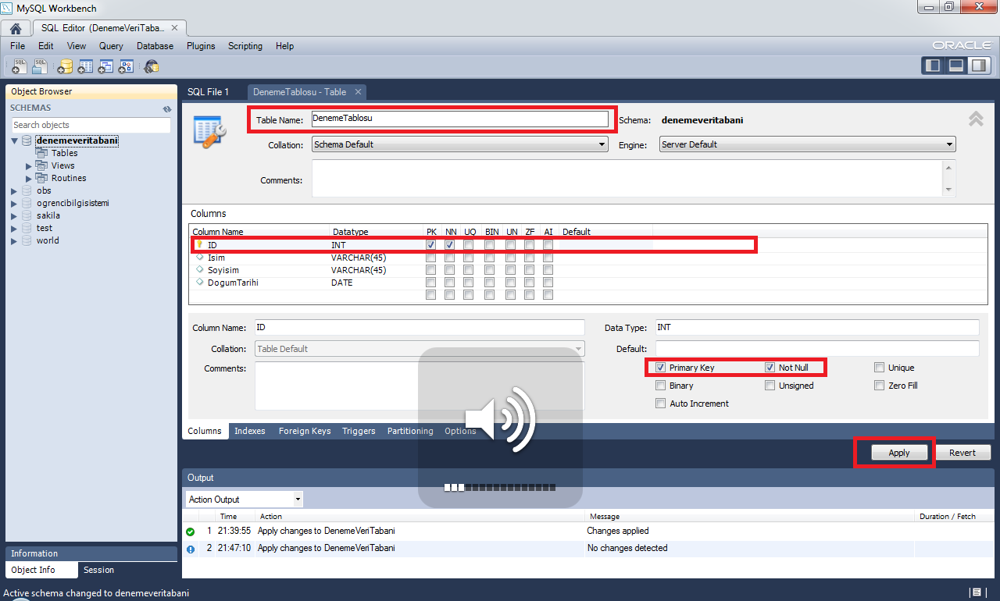 MySQL Workbench
SQL Editor (DenemeVeriTaba...
File Edit View Query Database Plugins Scripting Help
ORACLE
SQL SQL
Object Browser
SQL File 1 DenemeTablosu - Table
SCHEMAS
Search objects
denemeveritabani
Tables
Views
Routines
obs
ogrencibilgisistemi
sakila
test
world
Table Name: DenemeTablosu Schema: denemeveritabani
Collation: Schema Default Engine: Server Default
Comments:
Columns
Column Name Datatype PK NN UQ BIN UN ZF AI Default
ID INT
Isim VARCHAR(45)
Soyisim VARCHAR(45)
DogumTarihi DATE
Column Name: ID Data Type: INT
Collation: Table Default Default:
Comments: Primary Key Not Null Unique
Binary Unsigned Zero Fill
Auto Increment
Columns Indexes Foreign Keys Triggers Partitioning Options
Apply Revert
Output
Action Output
Time Action Message Duration / Fetch
1 21:39:55 Apply changes to DenemeVeriTabani Changes applied
2 21:47:10 Apply changes to DenemeVeriTabani No changes detected
Information
Object Info Session
Active schema changed to denemeveritabani